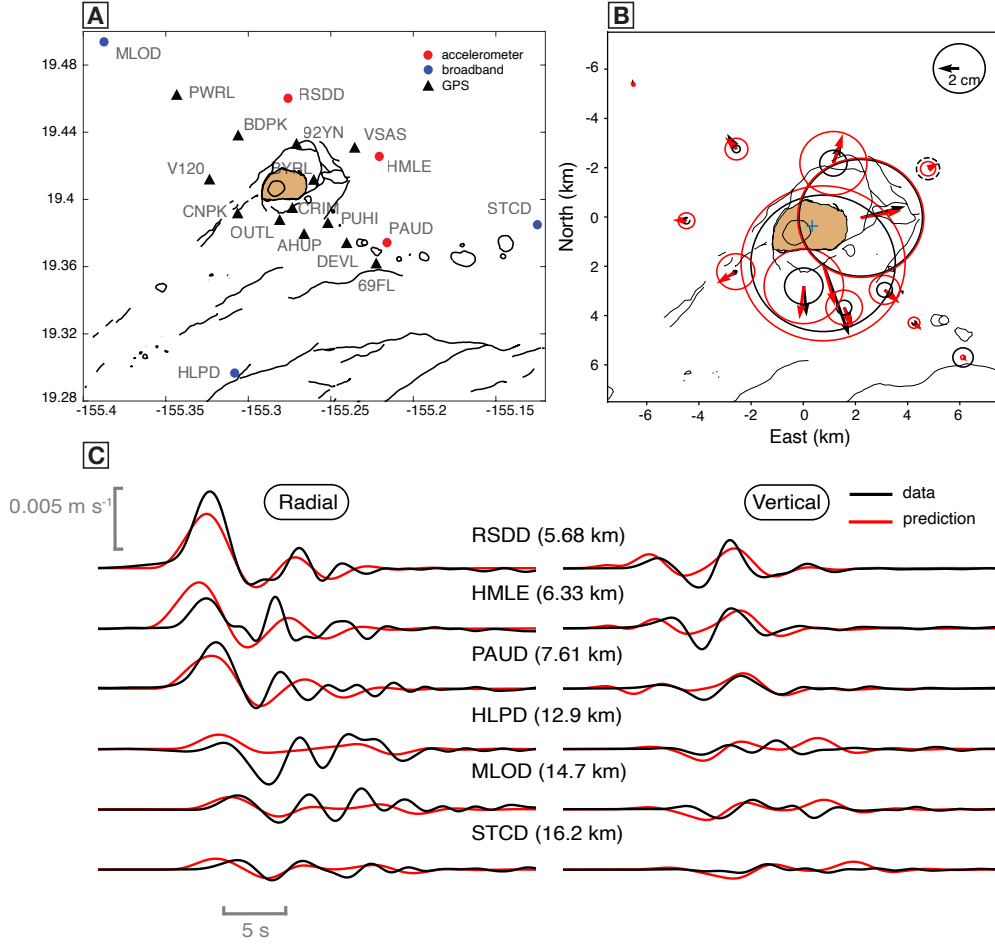 A
19.48
19.44
19.4
19.36
19.32
19.28
-155.4
-155.35
-155.3
-155.25
-155.2
-155.15
MLOD
PWRL
RSDD
BDPK
92YN
VSAS
HMLE
V120
BYRL
CNPK
CRIM
PUHI
OUTL
AHUP
PAUD
STCD
DEVL
69FL
HLPD
accelerometer
broadband
GPS
B
2 cm
-6
-4
-2
0
2
4
6
North (km)
-6
-4
-2
0
2
4
6
East (km)
C
0.005 m s-1
Radial
Vertical
data
prediction
RSDD (5.68 km)
HMLE (6.33 km)
PAUD (7.61 km)
HLPD (12.9 km)
MLOD (14.7 km)
STCD (16.2 km)
5 s